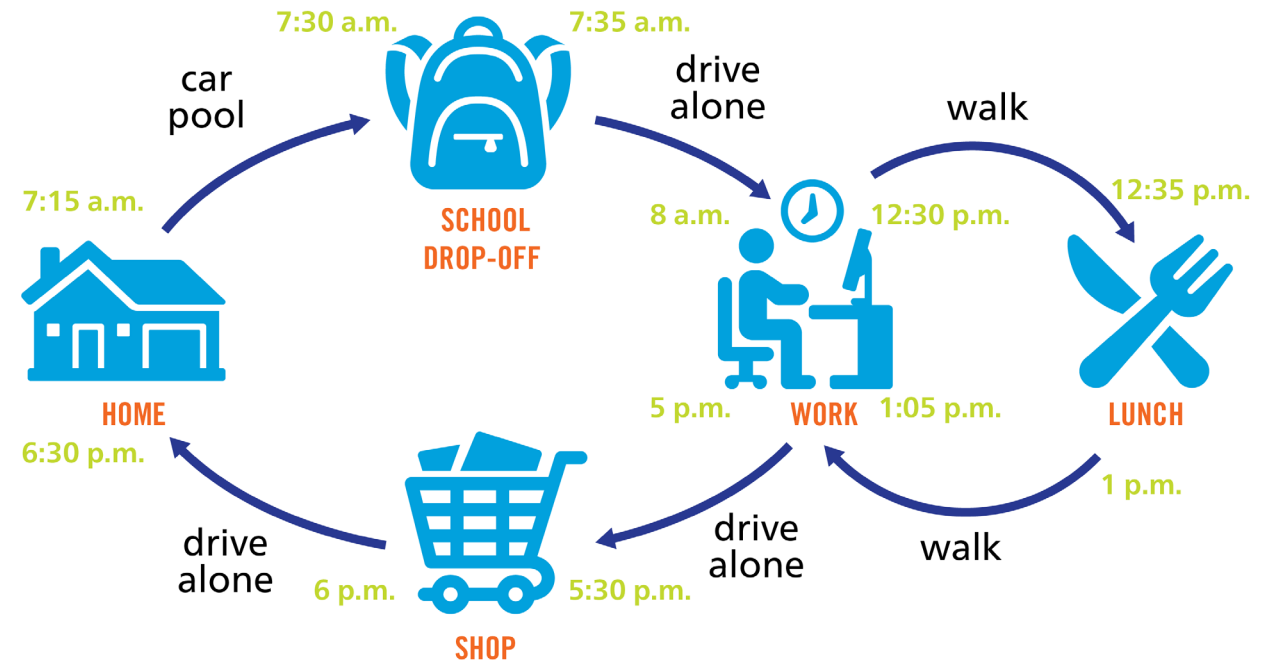 7:30 a.m.
7:35 a.m.
car
pool
drive
alone
walk
7:15 a.m.
SCHOOL
DROP-OFF
8 a.m.
12:30 p.m.
12:35 p.m.
HOME
6:30 p.m.
5 p.m.
WORK
1:05 p.m.
LUNCH
1 p.m.
drive
alone
6 p.m.
5:30 p.m.
drive
alone
walk
SHOP